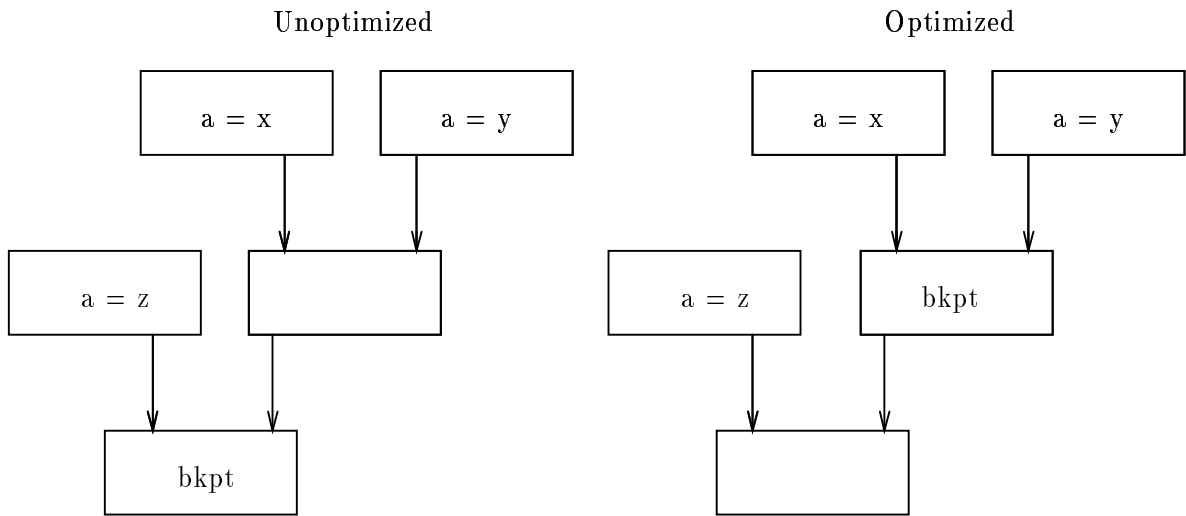 Unoptimized
a = x
a = y
a = z
bkpt
Optimized
a = x
a = y
a = z
bkpt